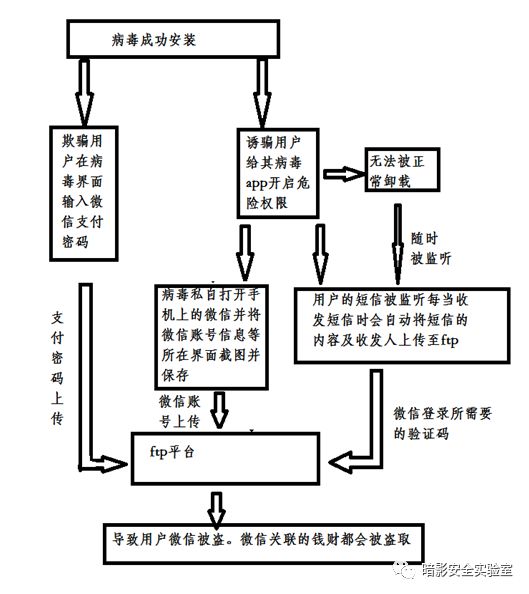 病毒成功安装
欺骗用
户在病
毒界面
输入微
信支付
密码
诱骗用户
给其病毒
app开启危
险权限
无法被正
常卸载
随时
被监听
病毒私自打开手
机上的微信并将
微信账号信息等
所在界面截图并
保存
用户的短信被监听每当收
发短信时会自动将短信的
内容及收发人上传至ftp
支
付
密
码
上
传
微信账
号上传
微信登录所需要
的验证码
ftp平台
导致用户微信被盗。微信关联的钱财都会被盗取
暗影安全实验室